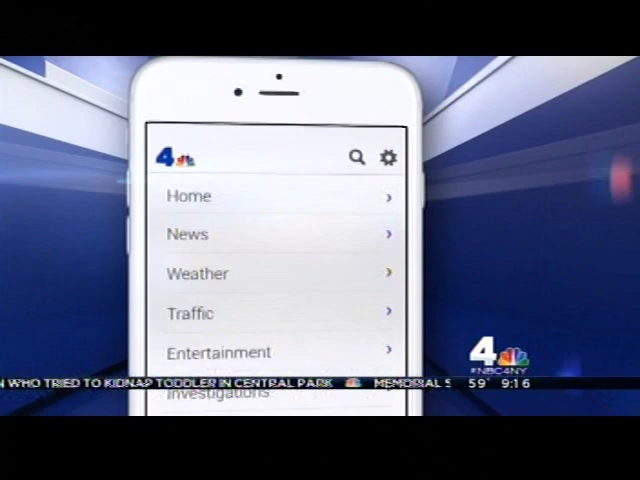 4
Home
News
Weather
Traffic
Entertainment
4
#NBC4NY
N WHO TRIED TO KIDNAP TODDLER IN CENTRAL PARK MEMORIAL S 59° 9:16
Investigations